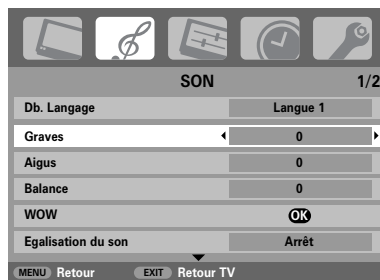 SON 1/2
Db. Langage Langue 1
Graves 0
Aigus 0
Balance 0
WOW OK
Egalisation du son Arrêt
MENU Retour EXIT Retour TV